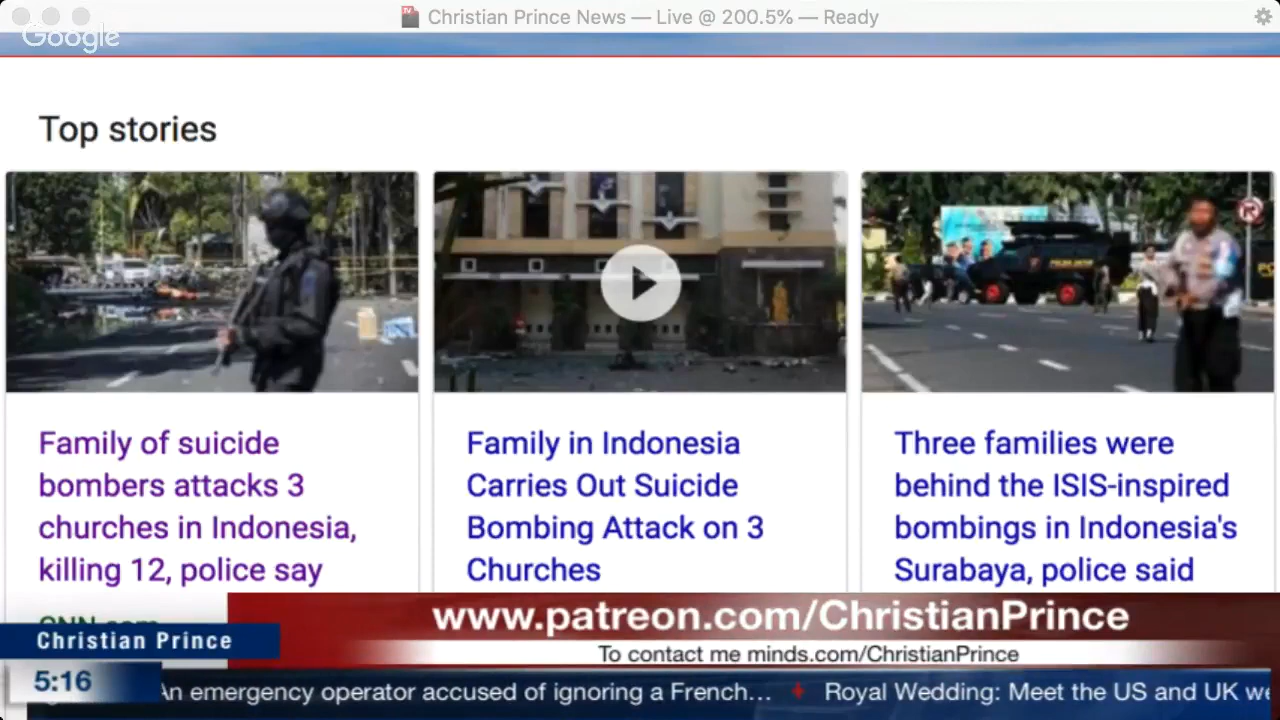 Christian Prince News — Live @ 200.5% — Ready
Google
Top stories
Family of suicide
bombers attacks 3
churches in Indonesia,
killing 12, police say
Family in Indonesia
Carries Out Suicide
Bombing Attack on 3
Churches
Three families were
behind the ISIS-inspired
bombings in Indonesia's
Surabaya, police said
www.patreon.com/ChristianPrince
Christian Prince
To contact me minds.com/ChristianPrince
5:16
An emergency operator accused of ignoring a French... Royal Wedding: Meet the US and UK